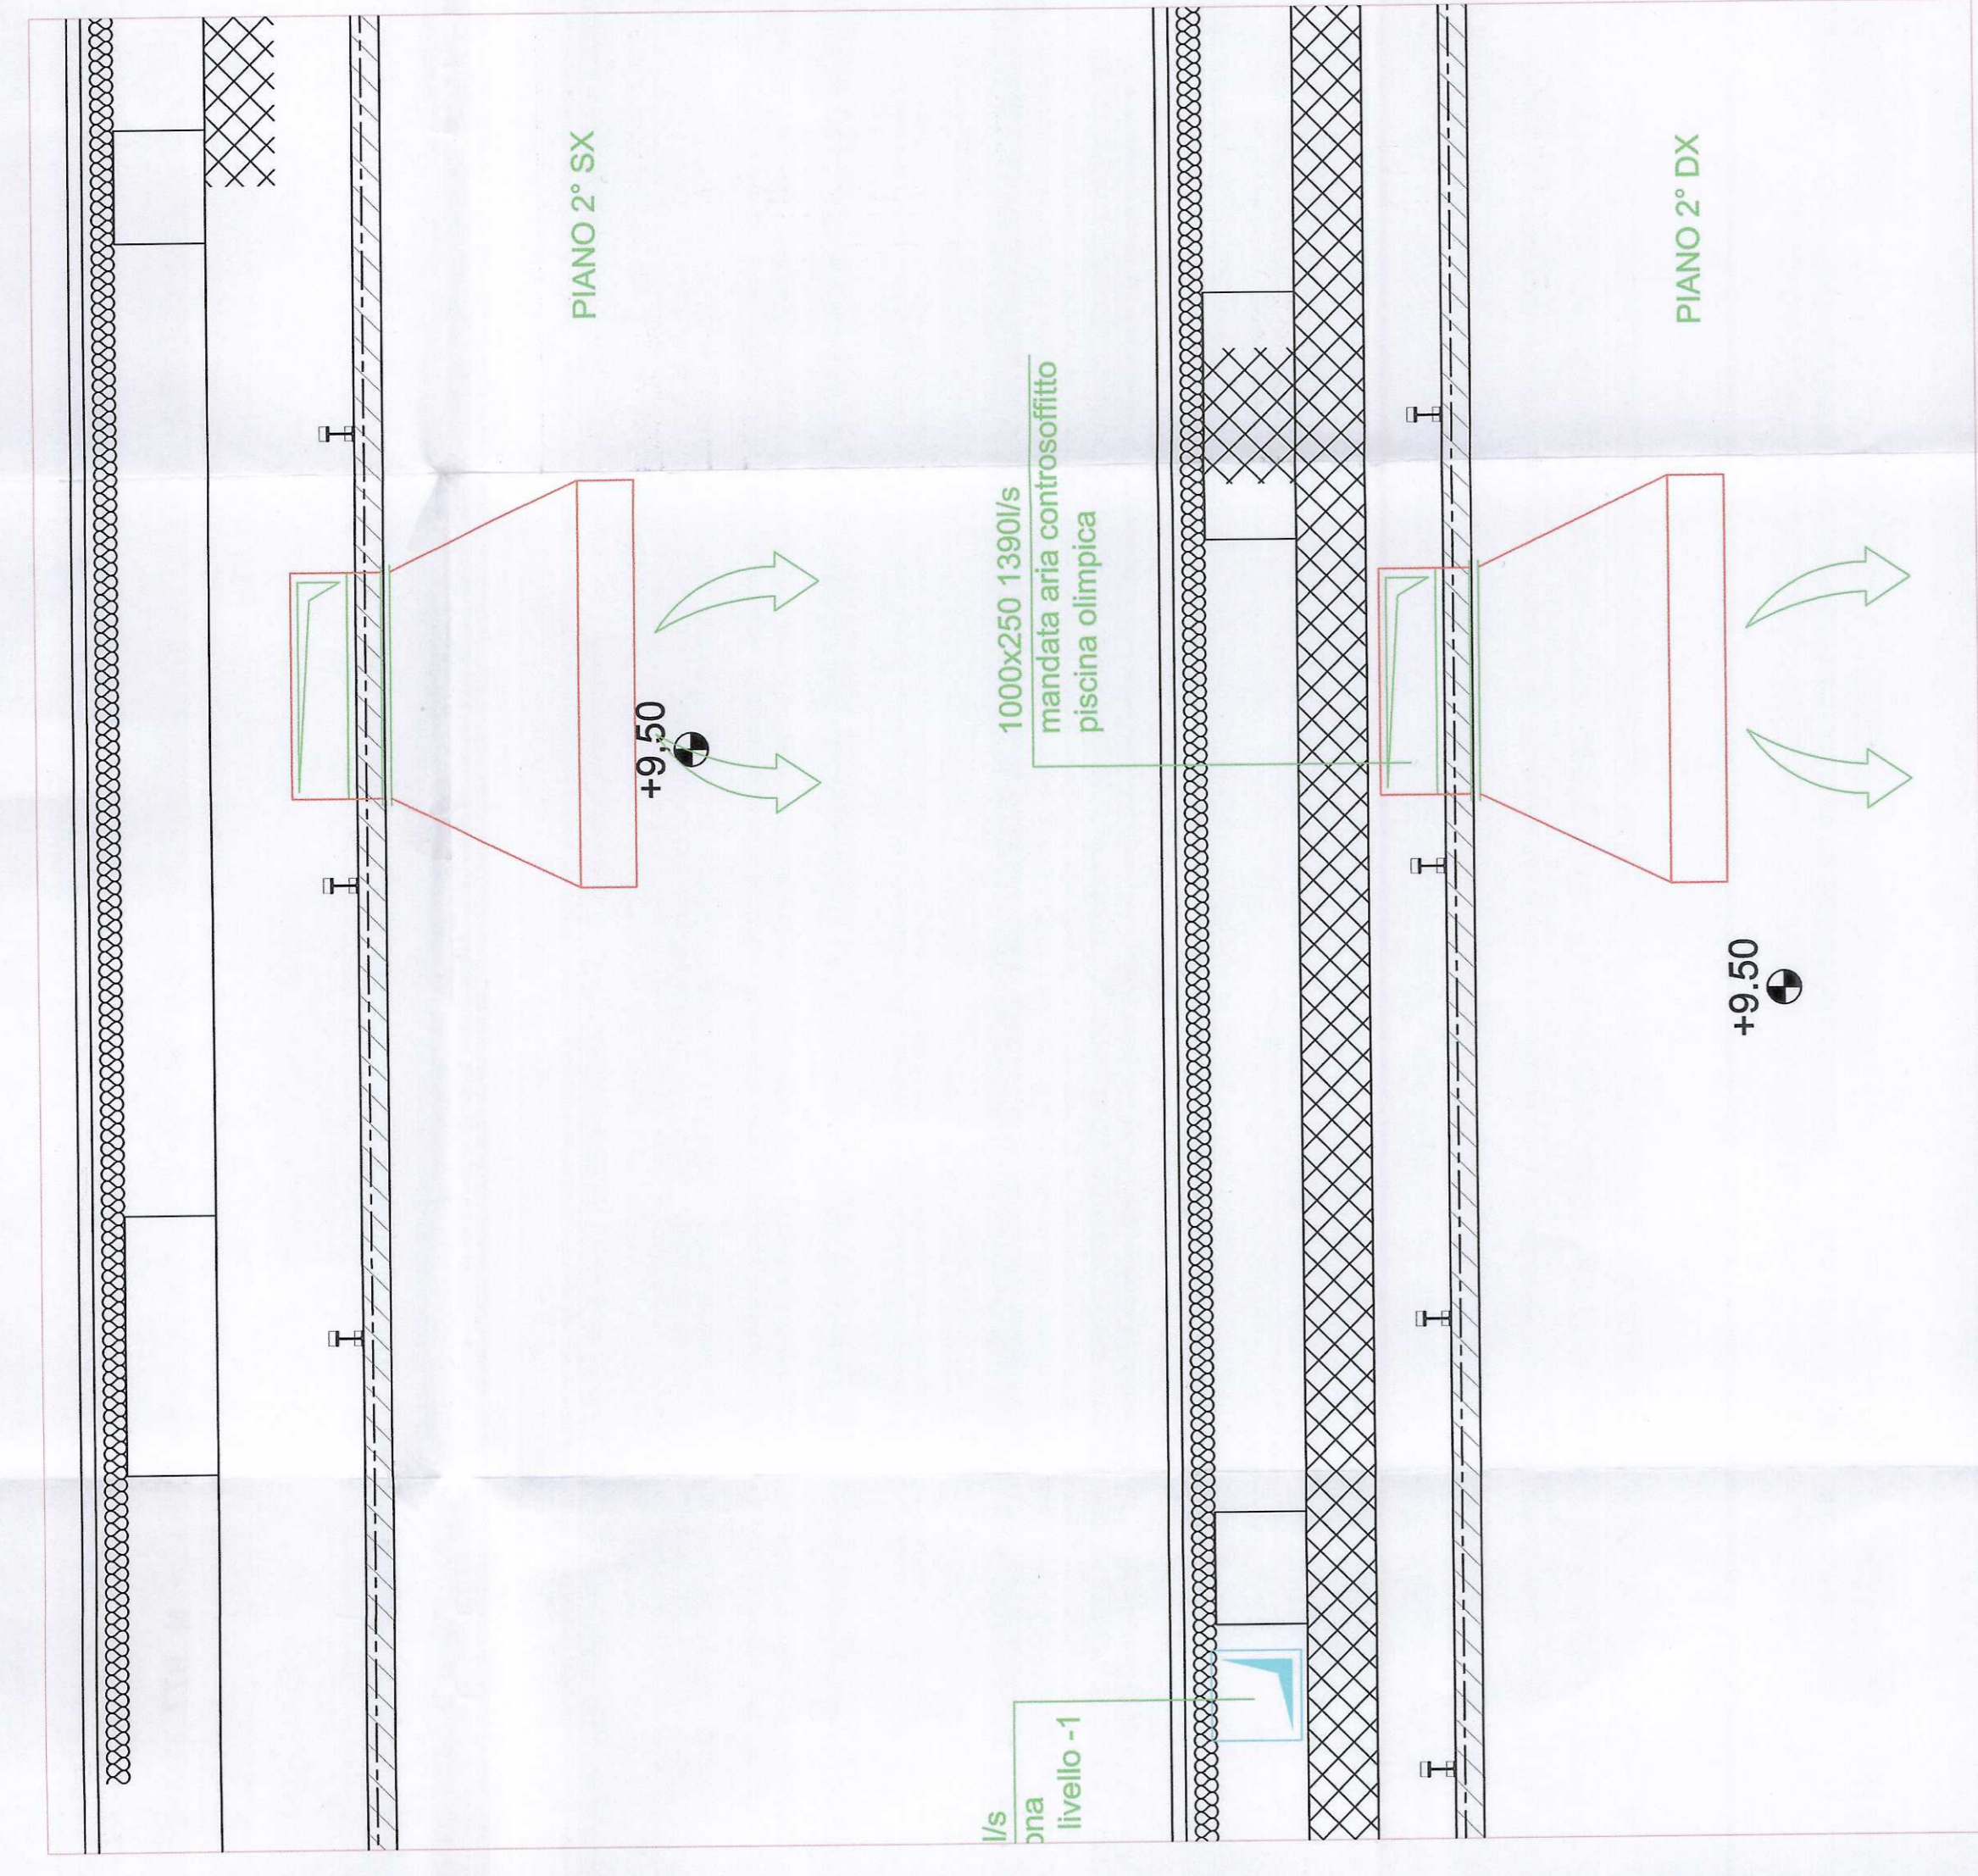 PIANO 2° SX
+9.50
1000x250 1390l/s
mandata aria controsoffitto
piscina olimpica
l/s
ona
livello -1
PIANO 2° DX
+9.50